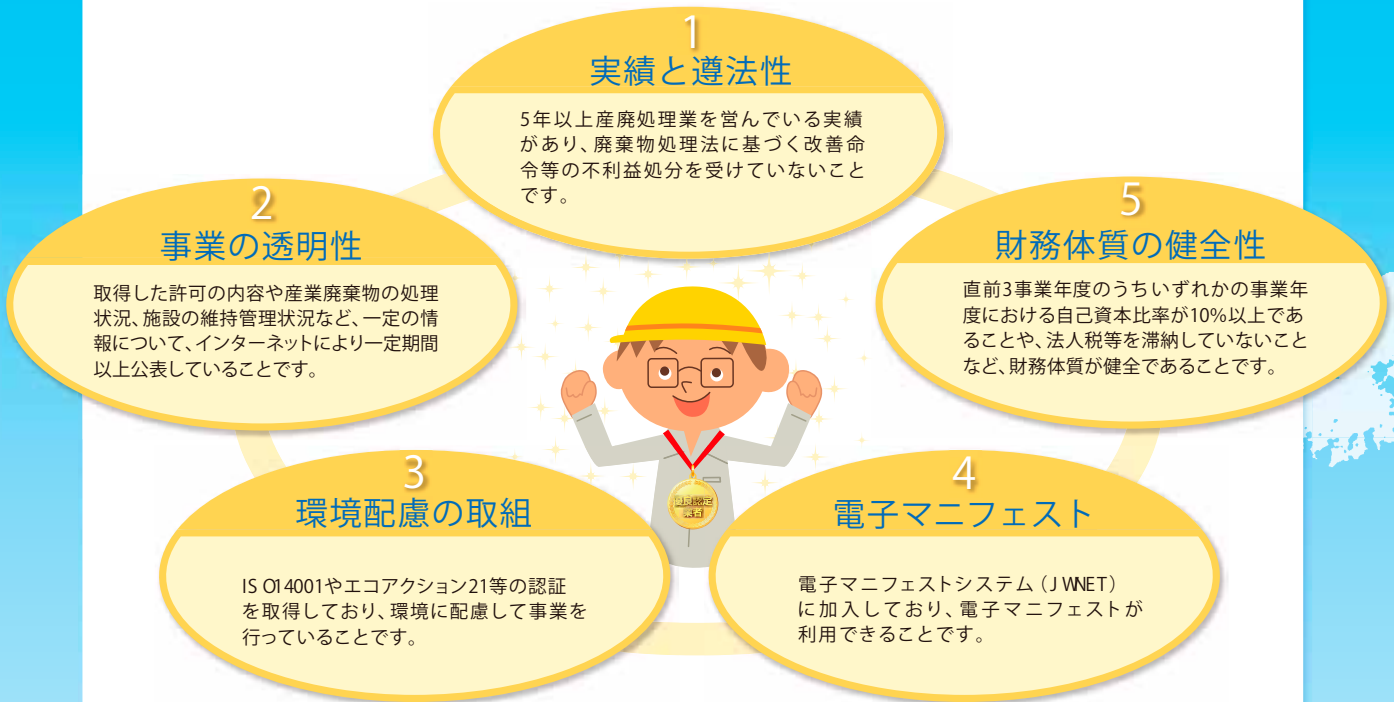 1
実績と遵法性
5年以上産廃処理業を営んでいる実績
があり、廃棄物処理法に基づく改善命
令等の不利益処分を受けていないこと
です。
2
事業の透明性
取得した許可の内容や産業廃棄物の処理
状況、施設の維持管理状況など、一定の情
報について、インターネットにより一定期間
以上公表していることです。
3
環境配慮の取組
ISO14001やエコアクション21等の認証
を取得しており、環境に配慮して事業を
行っていることです。
4
電子マニフェスト
電子マニフェストシステム（JWNET）
に加入しており、電子マニフェストが
利用できることです。
5
財務体質の健全性
直前3事業年度のうちいずれかの事業年
度における自己資本比率が10%以上であ
ることや、法人税等を滞納していないこと
など、財務体質が健全であることです。
優良認定
業者